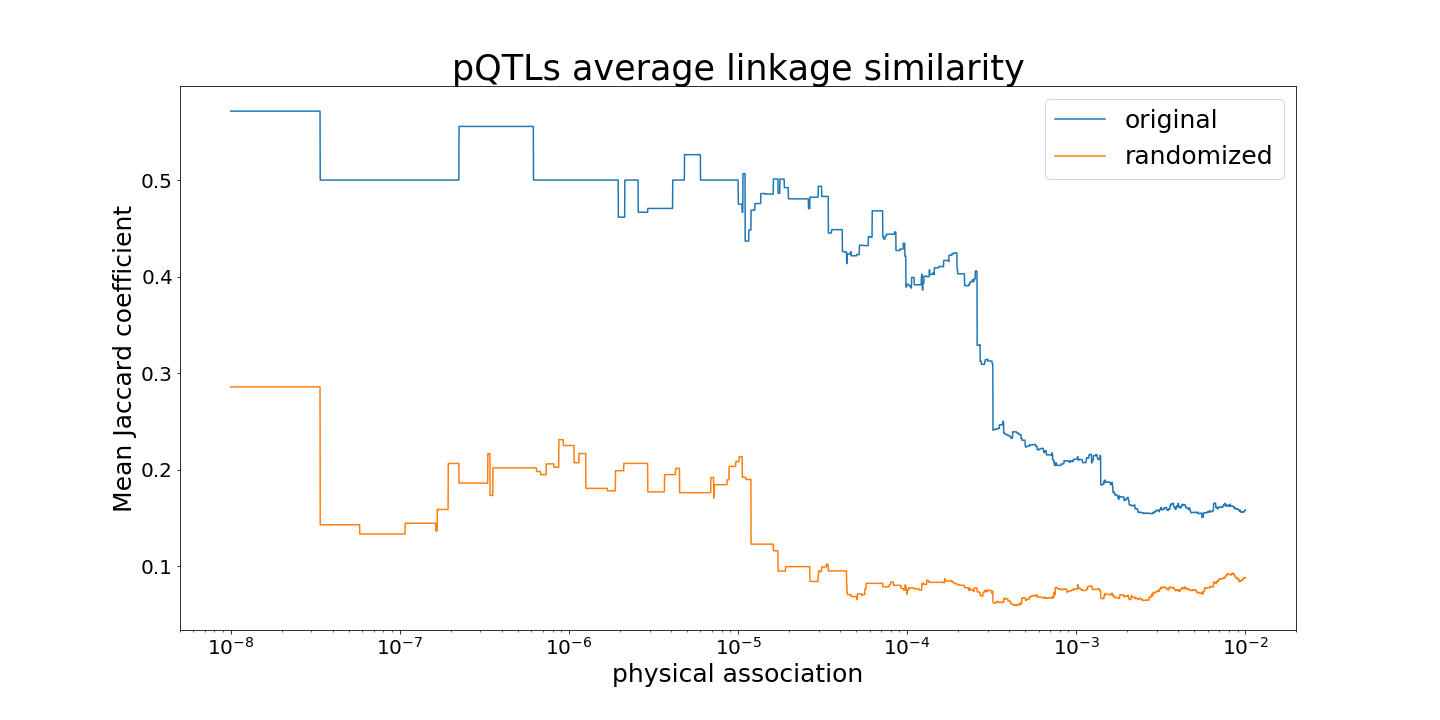 pQTLs average linkage similarity
original
randomized
Mean Jaccard coefficient
0.5
0.4
0.3
0.2
0.1
10⁻⁸ 10⁻⁷ 10⁻⁶ 10⁻⁵ 10⁻⁴ 10⁻³ 10⁻²
physical association